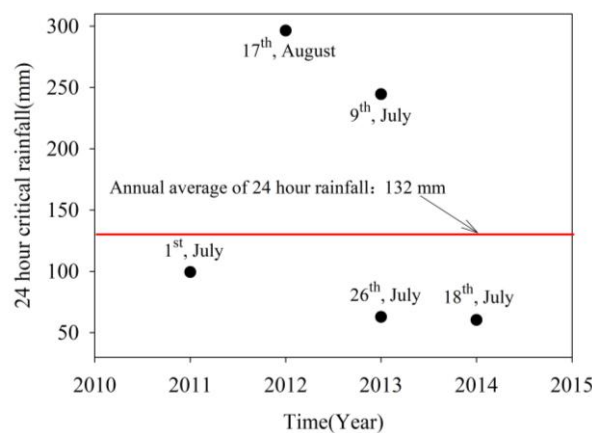 300
17th, August
250
9th, July
200
Annual average of 24 hour rainfall: 132 mm
150
1st, July
100
26th, July
18th, July
50
2010 2011 2012 2013 2014 2015
Time(Year)
24 hour critical rainfall(mm)